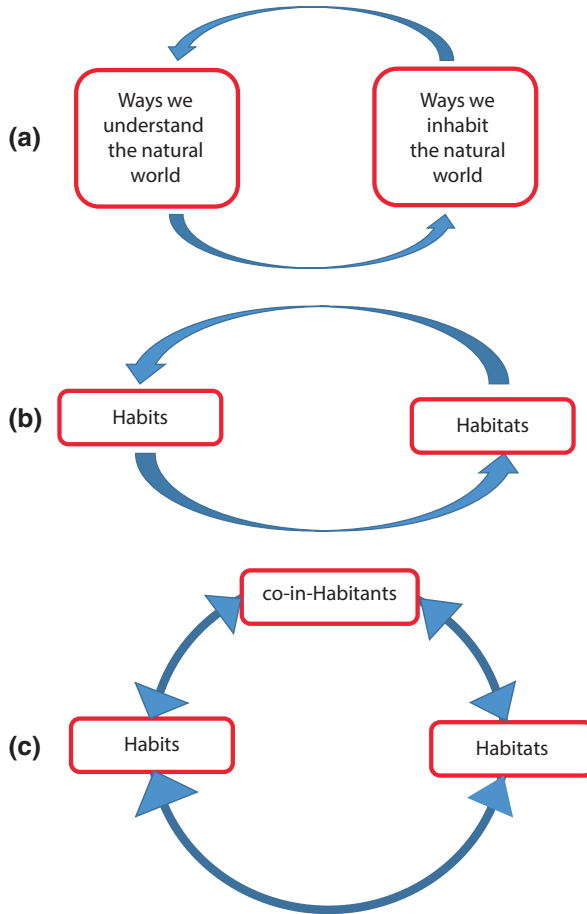 (a)
Ways we
understand
the natural
world
Ways we
inhabit
the natural
world
(b)
Habits
Habitats
co-in-Habitants
(c)
Habits
Habitats